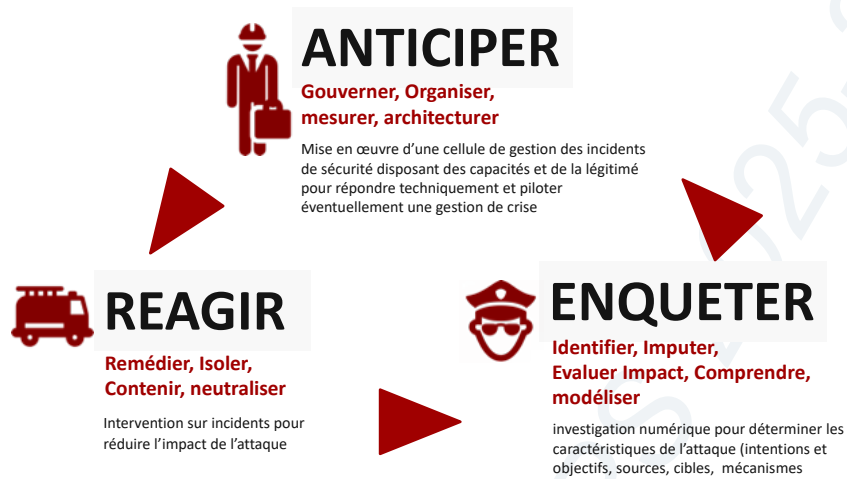 ANTICIPER
Gouverner, Organiser,
mesurer, architecturer
Mise en œuvre d’une cellule de gestion des incidents
de sécurité disposant des capacités et de la légitimé
pour répondre techniquement et piloter
éventuellement une gestion de crise
REAGIR
Remédier, Isoler,
Contenir, neutraliser
Intervention sur incidents pour
réduire l’impact de l’attaque
ENQUETER
Identifier, Imputer,
Evaluer Impact, Comprendre,
modéliser
investigation numérique pour déterminer les
caractéristiques de l’attaque (intentions et
objectifs, sources, cibles, mécanismes